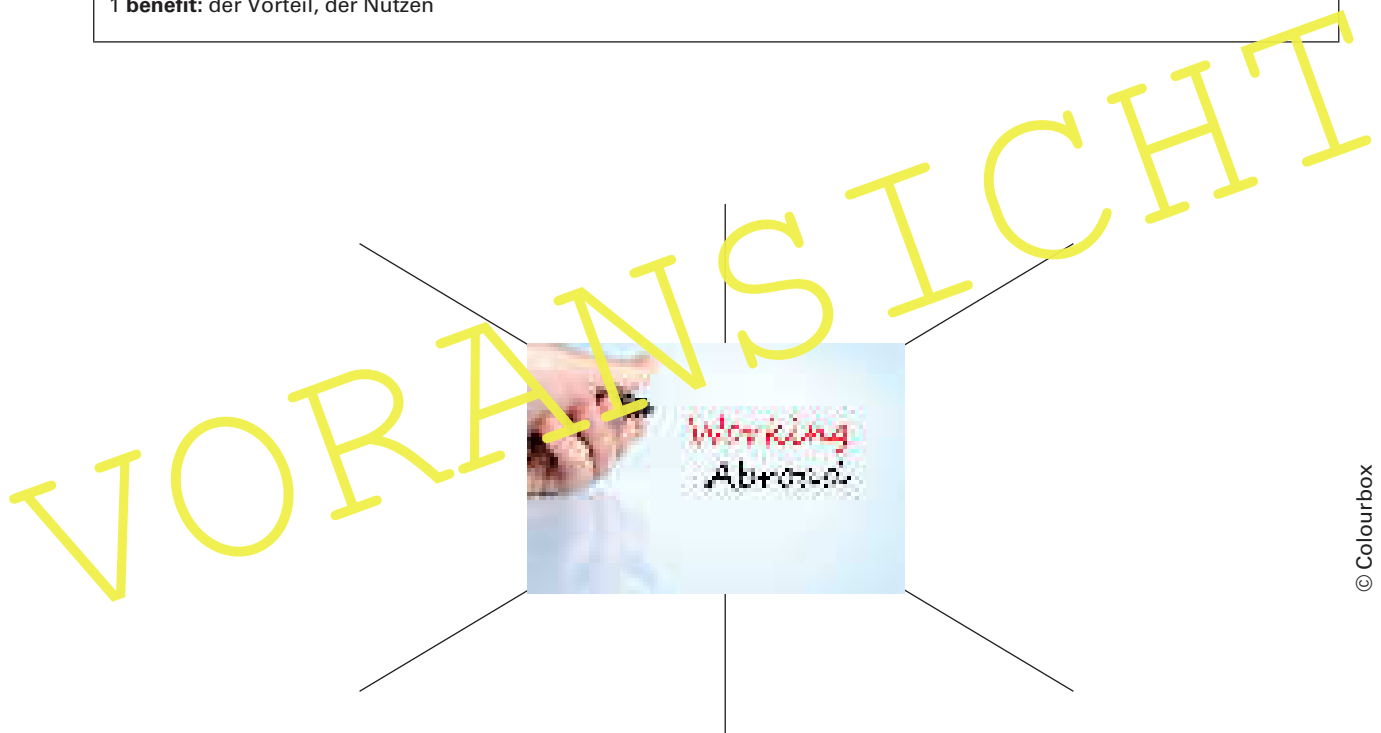 1 benefit: der Vorteil, der Nutzen
VORANSICHT
Working
Abroad
© Colourbox